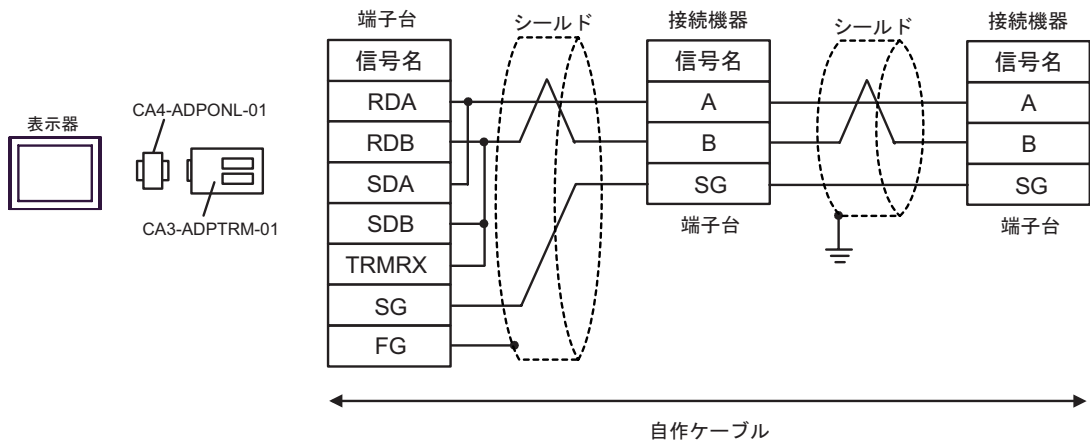 表示器
CA4-ADPONL-01
CA3-ADPTRM-01
端子台
信号名
RDA
RDB
SDA
SDB
TRMRX
SG
FG
シールド
接続機器
信号名
A
B
SG
端子台
シールド
接続機器
信号名
A
B
SG
端子台
自作ケーブル